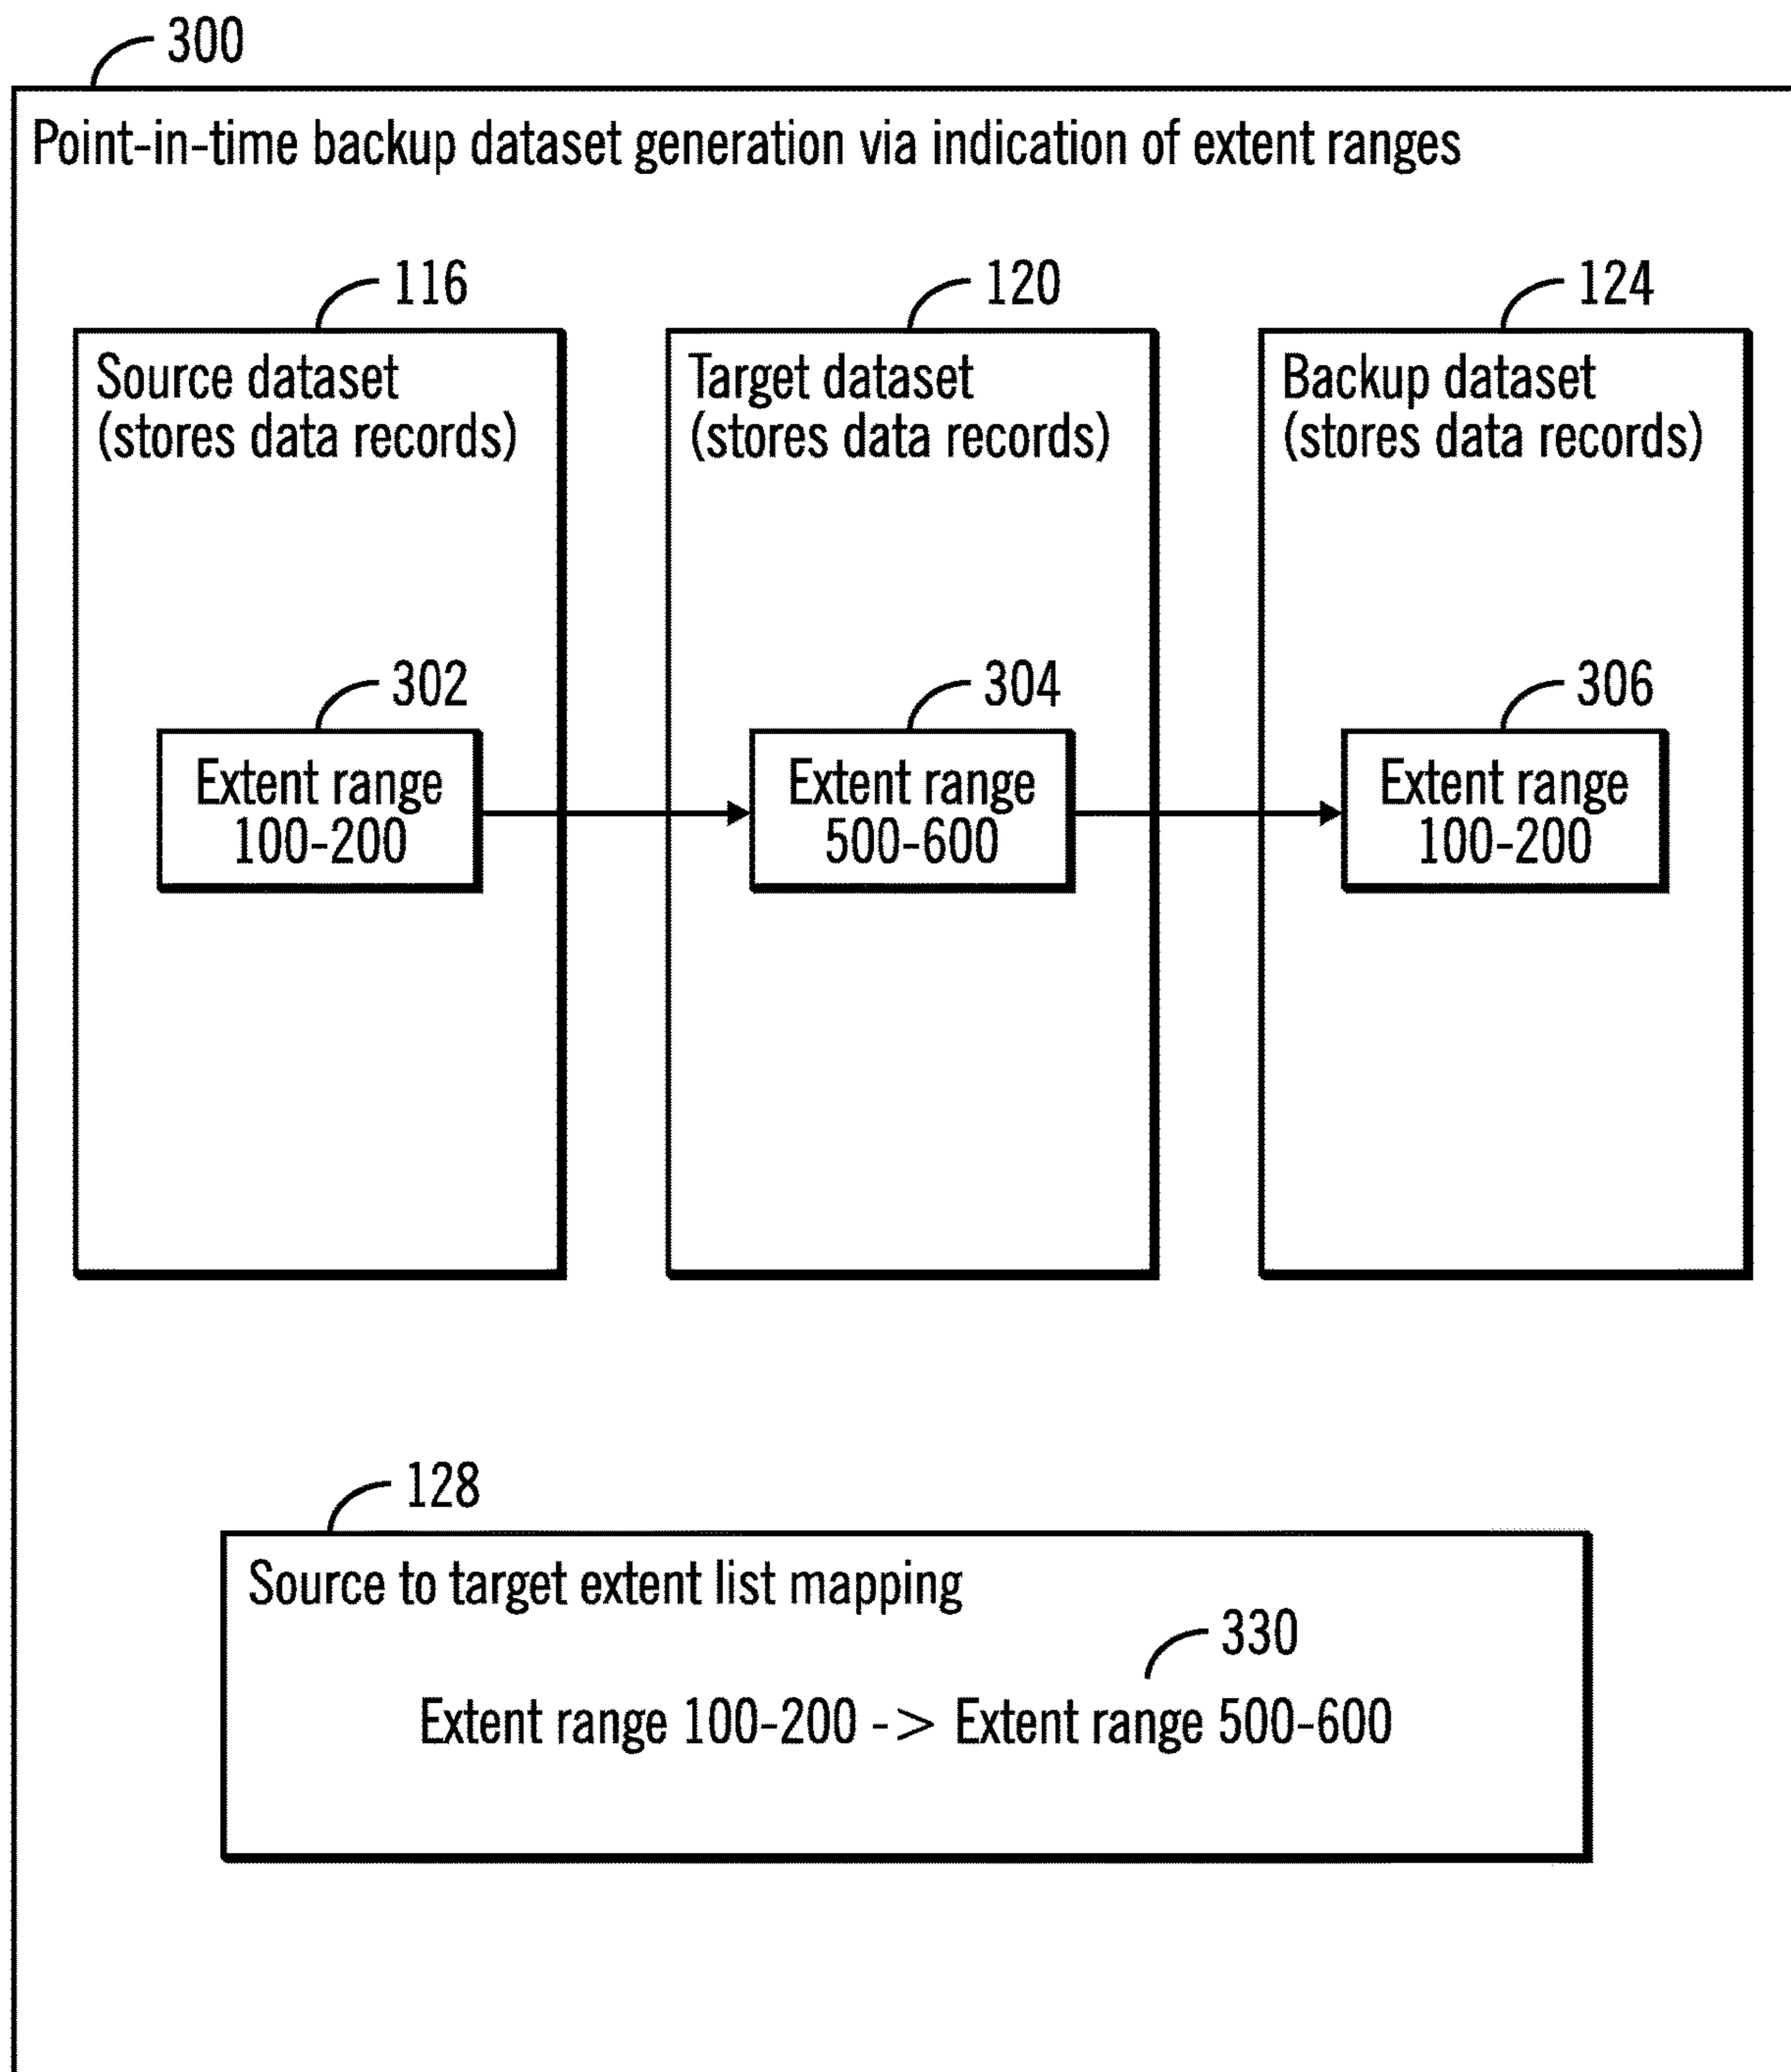 300
Point-in-time backup dataset generation via indication of extent ranges
116
120
124
Source dataset
(stores data records)
Target dataset
(stores data records)
Backup dataset
(stores data records)
302
304
306
Extent range
100-200
Extent range
500-600
Extent range
100-200
128
Source to target extent list mapping
330
Extent range 100-200 -> Extent range 500-600